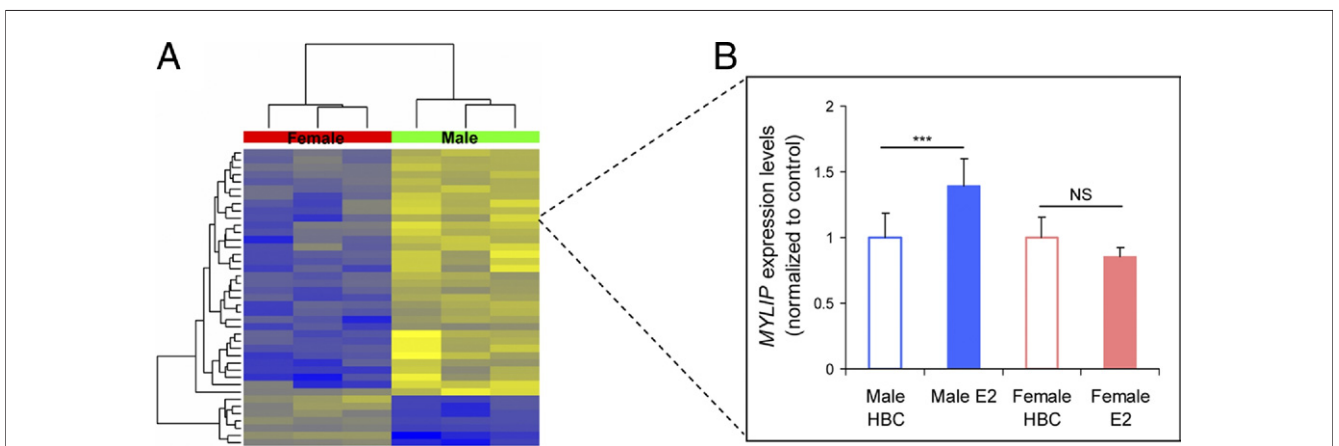 A
B
Female
Male
MYLIP expression levels
(normalized to control)
2
1.5
1
0.5
0
***
NS
Male
HBC
Male E2
Female
HBC
Female
E2